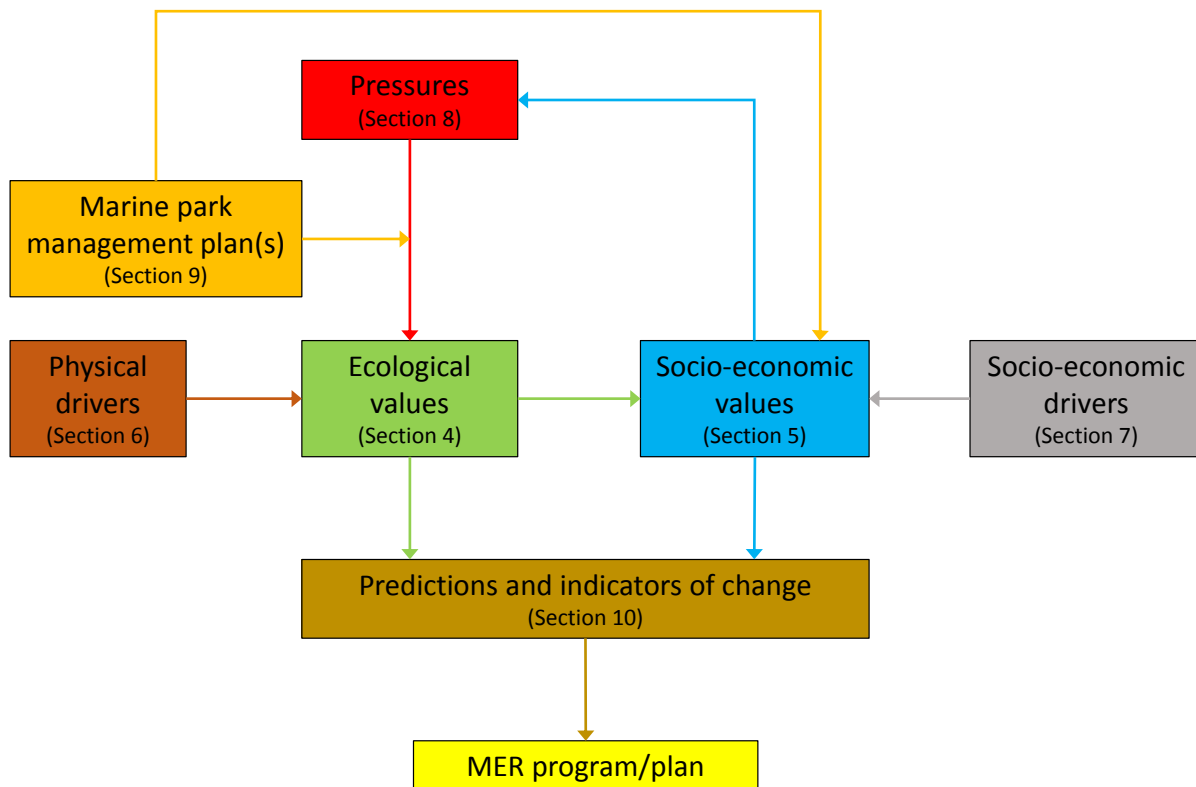 Pressures
(Section 8)
Marine park
management plan(s)
(Section 9)
Physical
drivers
(Section 6)
Ecological
values
(Section 4)
Socio-economic
values
(Section 5)
Socio-economic
drivers
(Section 7)
Predictions and indicators of change
(Section 10)
MER program/plan